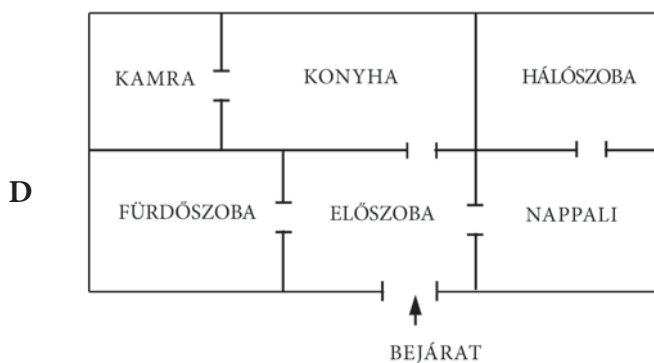 KAMRA KONYHA HÁLÓSZOBA
D
FÜRDŐSZOBA ELŐSZOBA NAPPALI
BEJÁRAT